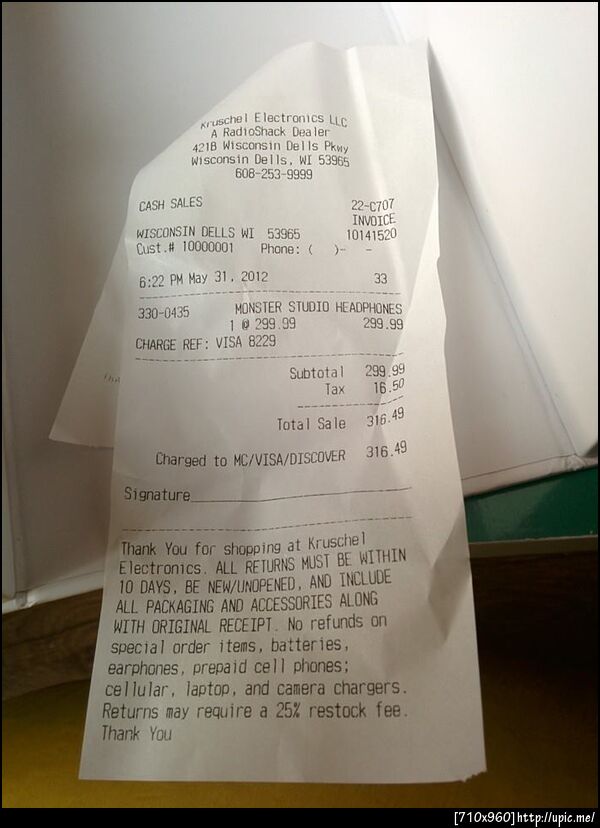 Kruschel Electronics LLC
A RadioShack Dealer
421B Wisconsin Dells Pkwy
Wisconsin Dells, WI 53965
608-253-9999
CASH SALES 22-C707
INVOICE
WISCONSIN DELLS WI 53965 10141520
Cust.# 10000001 Phone: ( )- -
6:22 PM May 31, 2012 33
330-0435 MONSTER STUDIO HEADPHONES
1 @ 299.99 299.99
CHARGE REF: VISA 8229
Subtotal 299.99
Tax 16.50
Total Sale 316.49
Charged to MC/VISA/DISCOVER 316.49
Signature
Thank You for shopping at Kruschel
Electronics. ALL RETURNS MUST BE WITHIN
10 DAYS, BE NEW/UNOPENED, AND INCLUDE
ALL PACKAGING AND ACCESSORIES ALONG
WITH ORIGINAL RECEIPT. No refunds on
special order items, batteries,
earphones, prepaid cell phones;
cellular, laptop, and camera chargers.
Returns may require a 25% restock fee.
Thank You
[710x960]http://upic.me/